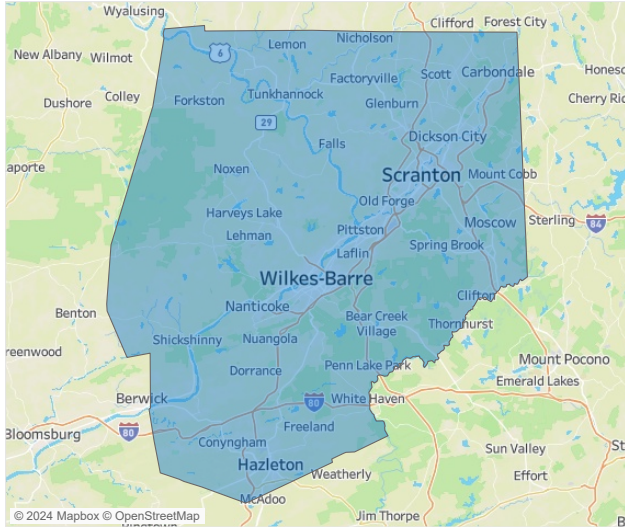 Wyalusing
Clifford
Forest City
Nicholson
Lemon
New Albany
Wilmot
6
Factoryville
Scott
Carbondale
Tunkhannock
Colley
Forkston
Dushore
Glenburn
Cherry
29
Dickson City
Falls
Noxen
Scranton
Mount Cobb
aporte
Old Forge
Harveys Lake
Sterling
84
Moscow
Pittston
Lehman
Spring Brook
Laflin
Wilkes-Barre
Clifton
Nanticoke
Benton
Bear Creek
Village
Thornhurst
Shickshinny
Nuangola
reenwood
Mount Pocono
Penn Lake Park
Dorrance
Emerald Lakes
Berwick
White Haven
80
80
Freeland
Bloomsburg
Conyngham
Sun Valley
Hazleton
Weatherly
Effort
McAdoo
Jim Thorpe
© 2024 Mapbox © OpenStreetMap